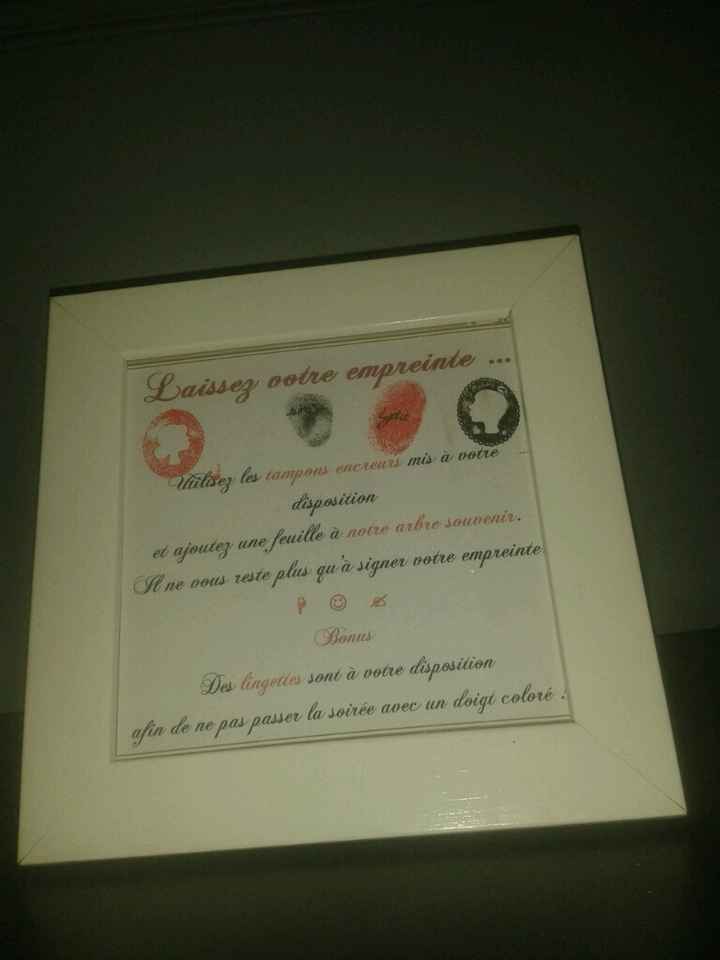 Laissez votre empreinte ...
Utilisez les tampons encreurs mis à votre
disposition
et ajoutez une feuille à notre arbre souvenir.
Il ne vous reste plus qu'à signer votre empreinte
☺
Bonus
Des lingettes sont à votre disposition
afin de ne pas passer la soirée avec un doigt coloré !